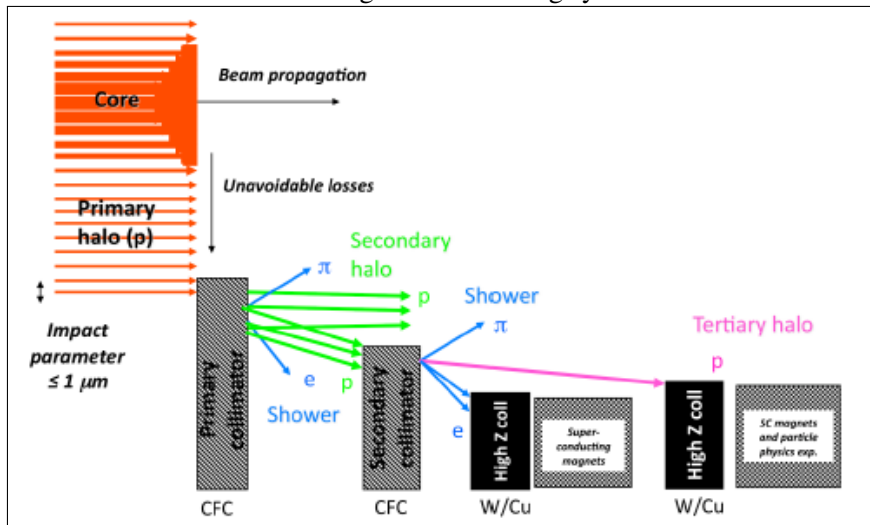 Core
Beam propagation
Unavoidable losses
Primary
halo (p)
Secondary
halo
π
p
Shower
π
Tertiary halo
p
Impact
parameter
≤ 1 μm
e
p
Shower
e
Primary
collimator
Secondary
collimator
High Z coll
Super-
conducting
magnets
High Z coll
SC magnets
and particle
physics exp.
CFC
CFC
W/Cu
W/Cu